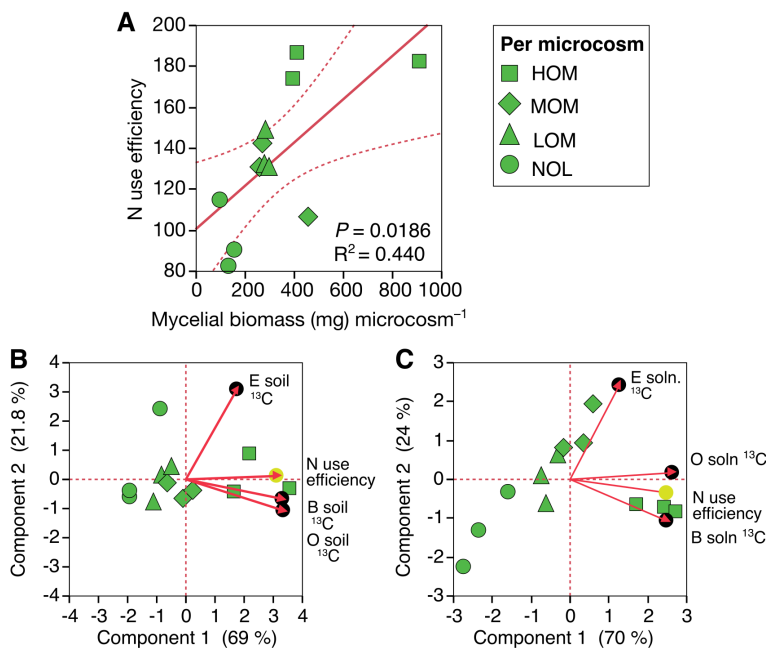 A
200
180
160
140
120
100
80
N use efficiency
P = 0.0186
R² = 0.440
0
200
400
600
800
1000
Mycelial biomass (mg) microcosm⁻¹
Per microcosm
HOM
MOM
LOM
NOL
B
4
3
2
1
0
-1
-2
-3
-4
Component 2 (21.8 %)
E soil
¹³C
N use
efficiency
B soil
¹³C
O soil
¹³C
-4
-3
-2
-1
0
1
2
3
4
Component 1 (69 %)
C
3
2
1
0
-1
-2
-3
Component 2 (24 %)
E soln.
¹³C
O soln ¹³C
N use
efficiency
B soln ¹³C
-3
-2
-1
0
1
2
3
Component 1 (70 %)